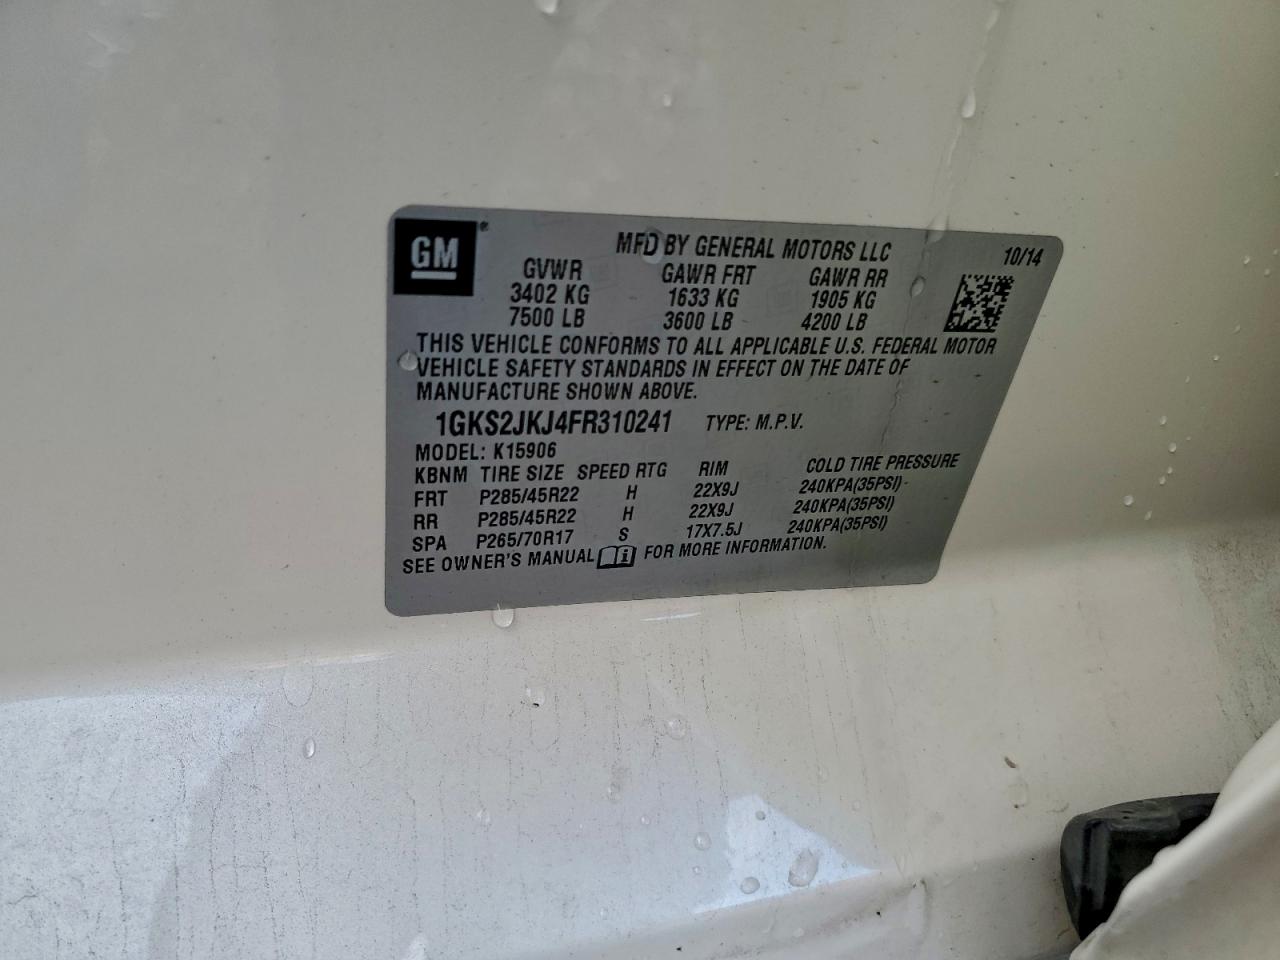 GM®
MFD BY GENERAL MOTORS LLC 10/14
GVWR GAWR FRT GAWR RR
3402 KG 1633 KG 1905 KG
7500 LB 3600 LB 4200 LB
THIS VEHICLE CONFORMS TO ALL APPLICABLE U.S. FEDERAL MOTOR
VEHICLE SAFETY STANDARDS IN EFFECT ON THE DATE OF
MANUFACTURE SHOWN ABOVE.
1GKS2JKJ4FR310241 TYPE: M.P.V.
MODEL: K15906
KBNM TIRE SIZE SPEED RTG RIM COLD TIRE PRESSURE
FRT P285/45R22 H 22X9J 240KPA(35PSI)
RR P285/45R22 H 22X9J 240KPA(35PSI)
SPA P265/70R17 S 17X7.5J 240KPA(35PSI)
SEE OWNER'S MANUAL FOR MORE INFORMATION.